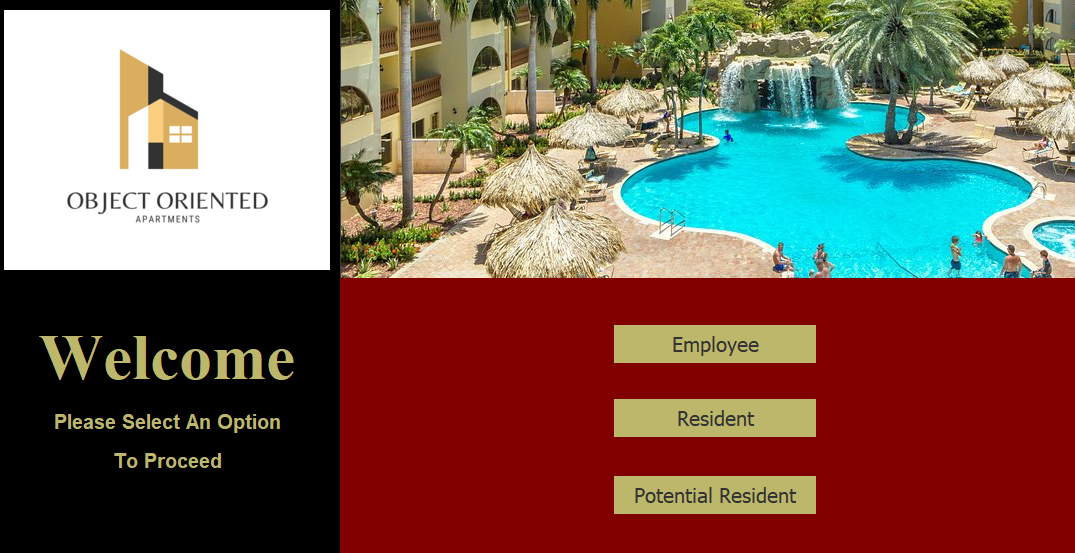 OBJECT ORIENTED
APARTMENTS
Welcome
Please Select An Option
To Proceed
Employee
Resident
Potential Resident